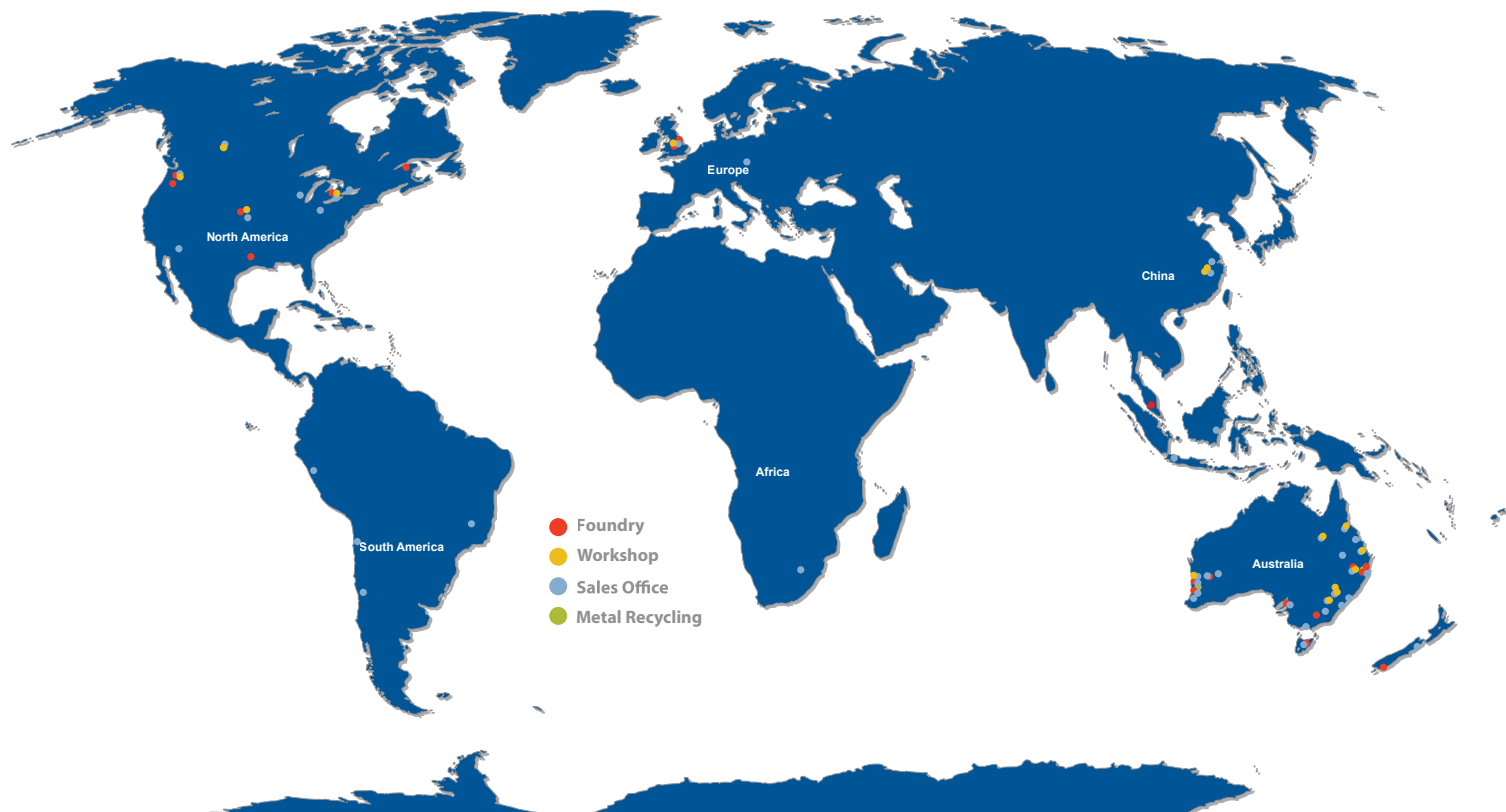 Europe
North America
China
Africa
South America
Australia
Foundry
Workshop
Sales Office
Metal Recycling